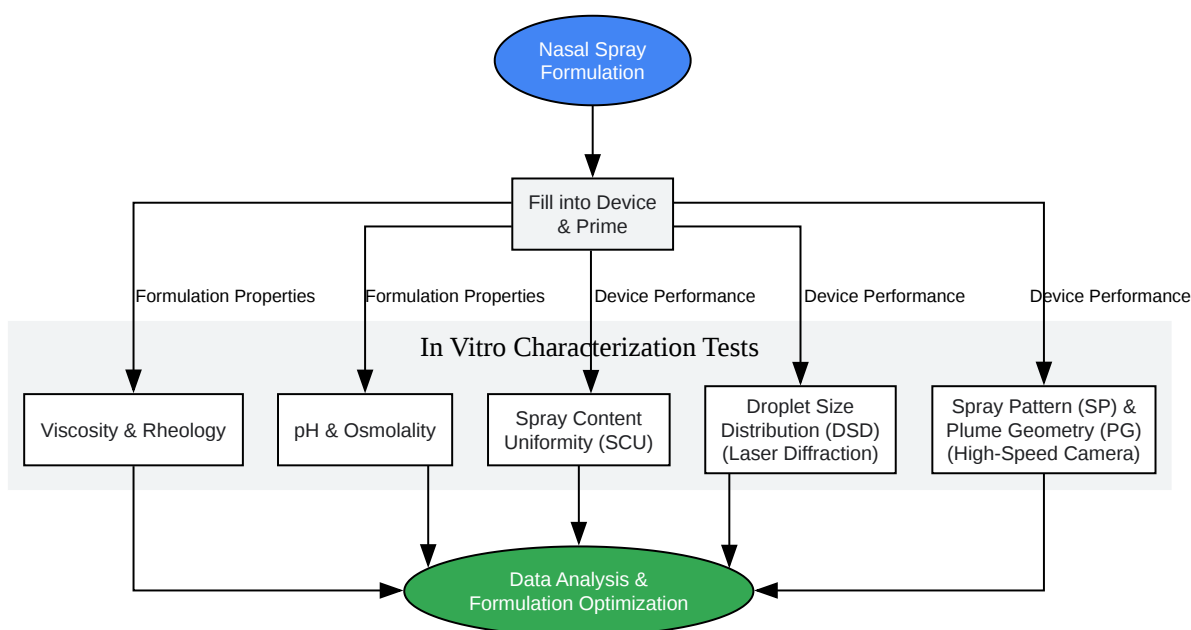 Nasal Spray
Formulation
Fill into Device
& Prime
Formulation Properties
Formulation Properties
Device Performance
Device Performance
Device Performance
In Vitro Characterization Tests
Viscosity & Rheology
pH & Osmolality
Spray Content
Uniformity (SCU)
Droplet Size
Distribution (DSD)
(Laser Diffraction)
Spray Pattern (SP) &
Plume Geometry (PG)
(High-Speed Camera)
Data Analysis &
Formulation Optimization